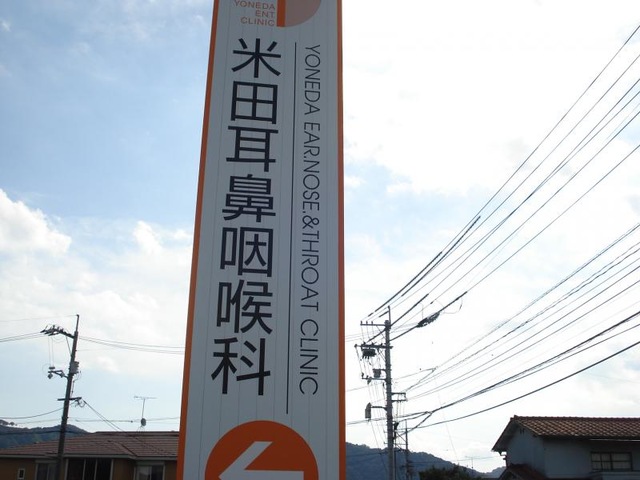 YONEDA
ENT.
CLINIC
米田耳鼻咽喉科
YONEDA EAR.NOSE.&THROAT CLINIC